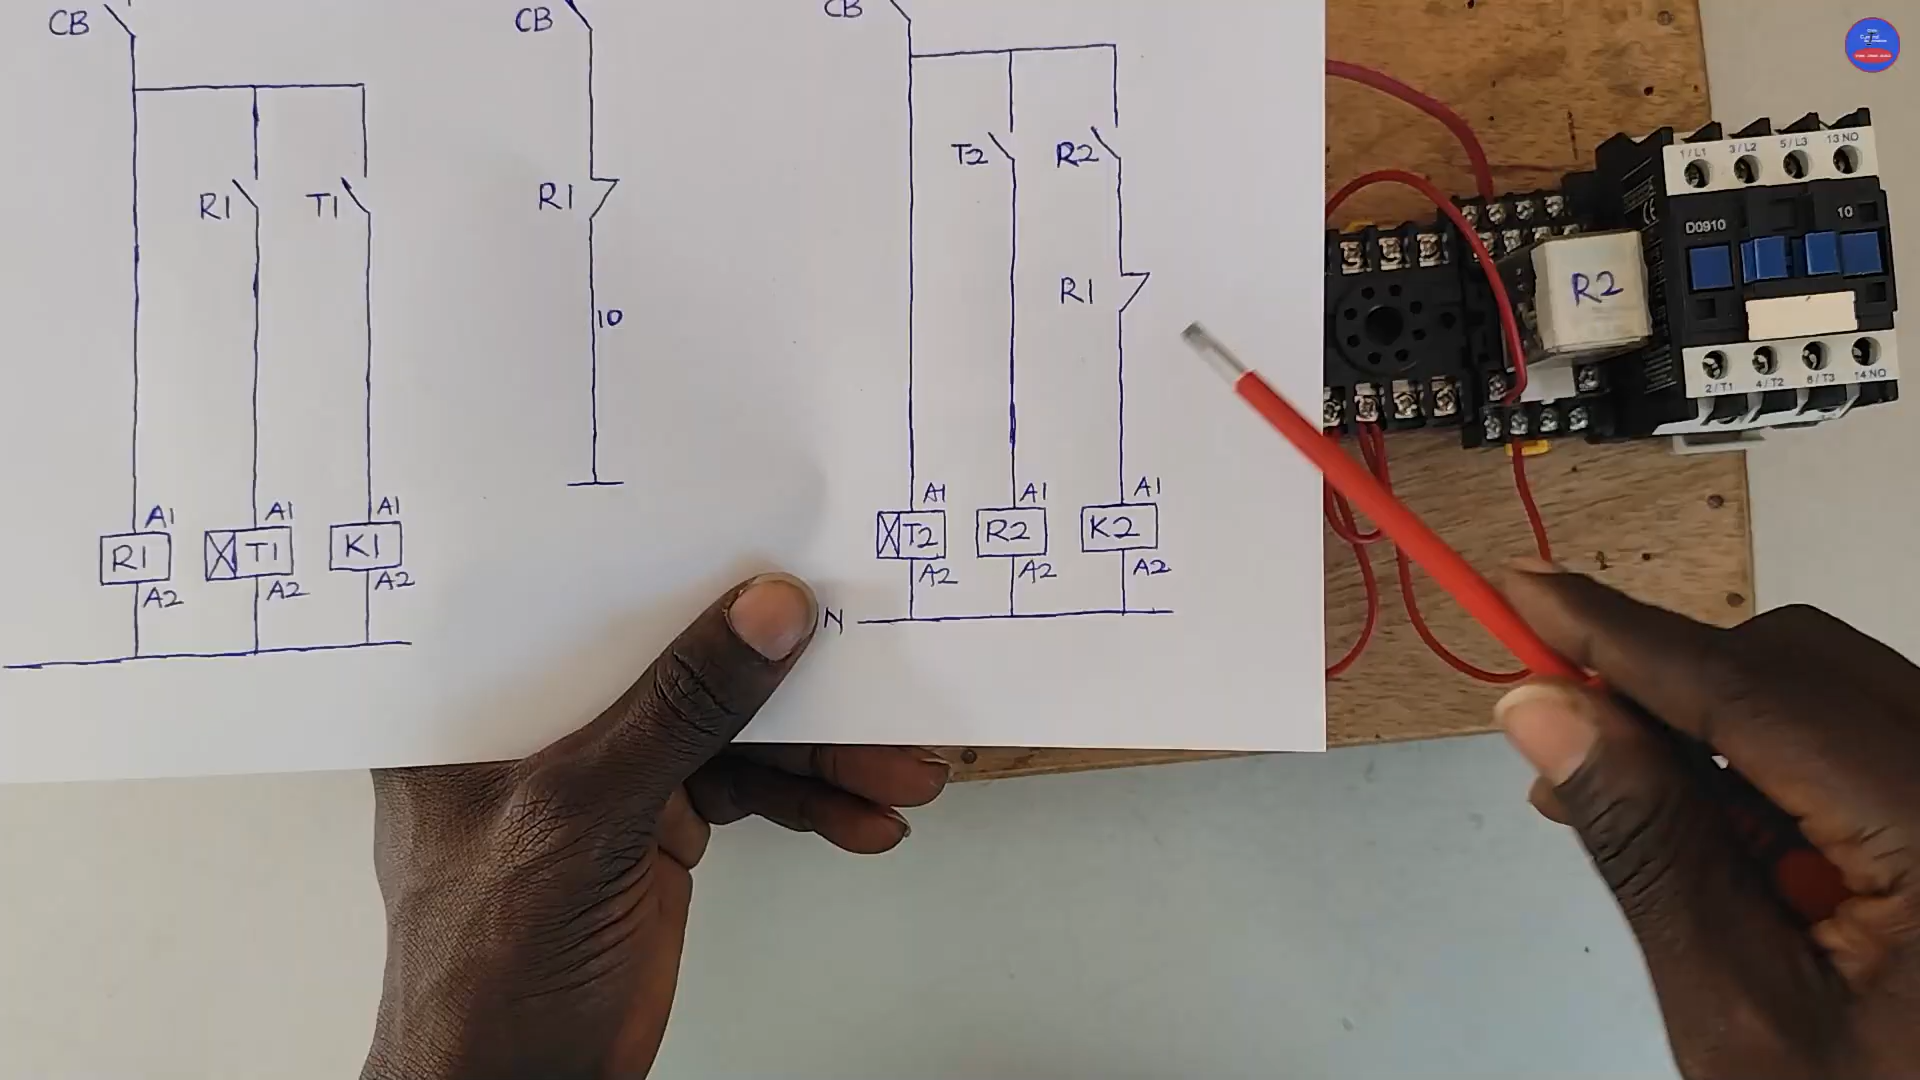 CB
R1
T1
A1
A1
A1
R1
T1
K1
A2
A2
A2
CB
R1
10
CB
T2
R2
R1
A1
A1
A1
T2
R2
K2
A2
A2
A2
N
1/L1 3/L2 5/L3 13 NO
D0910 10
R2
2/T1 4/T2 6/T3 14 NO
CE